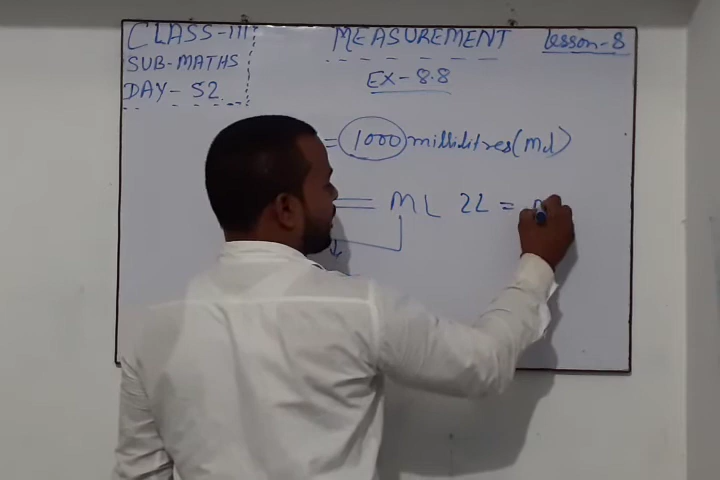 CLASS-III MEASUREMENT Lesson-8
SUB-MATHS
EX-8.8
DAY-52
= 1000 millilitres(ml)
= ML 2L =